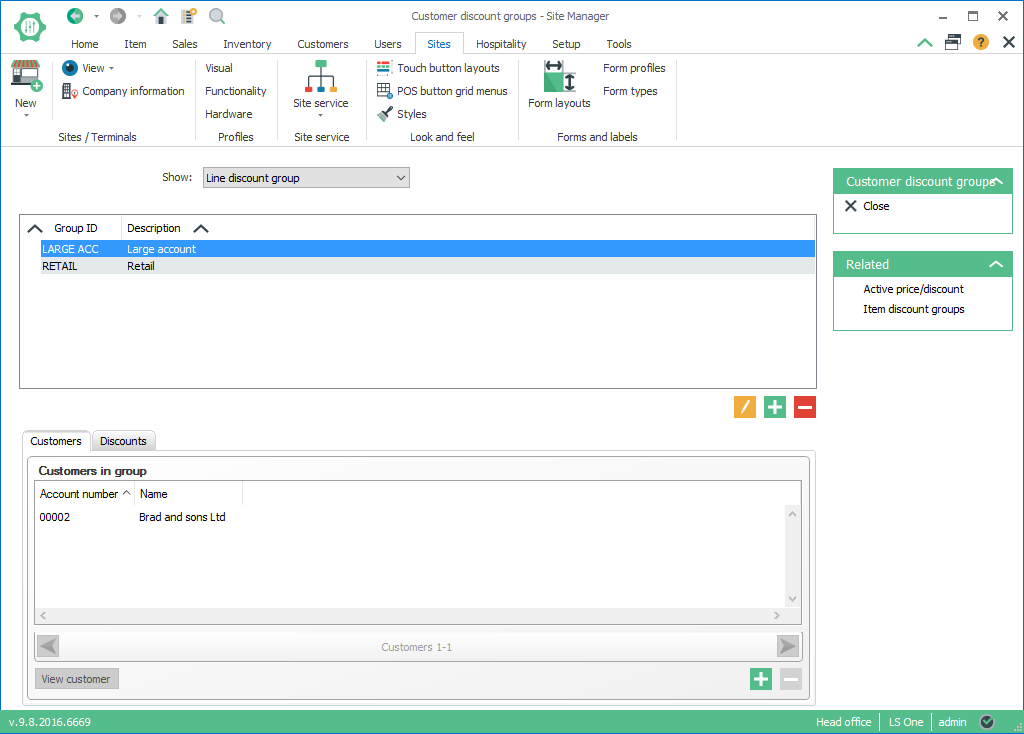 Customer discount groups - Site Manager
Home Item Sales Inventory Customers Users Sites Hospitality Setup Tools
New
View
Company information
Sites / Terminals
Visual
Functionality
Hardware
Profiles
Site service
Site service
Touch button layouts
POS button grid menus
Styles
Look and feel
Form layouts
Form profiles
Form types
Forms and labels
Show: Line discount group
Group ID Description
LARGE ACC Large account
RETAIL Retail
Customer discount groups
Close
Related
Active price/discount
Item discount groups
Customers Discounts
Customers in group
Account number Name
00002 Brad and sons Ltd
Customers 1-1
View customer
v.9.8.2016.6669 Head office LS One admin